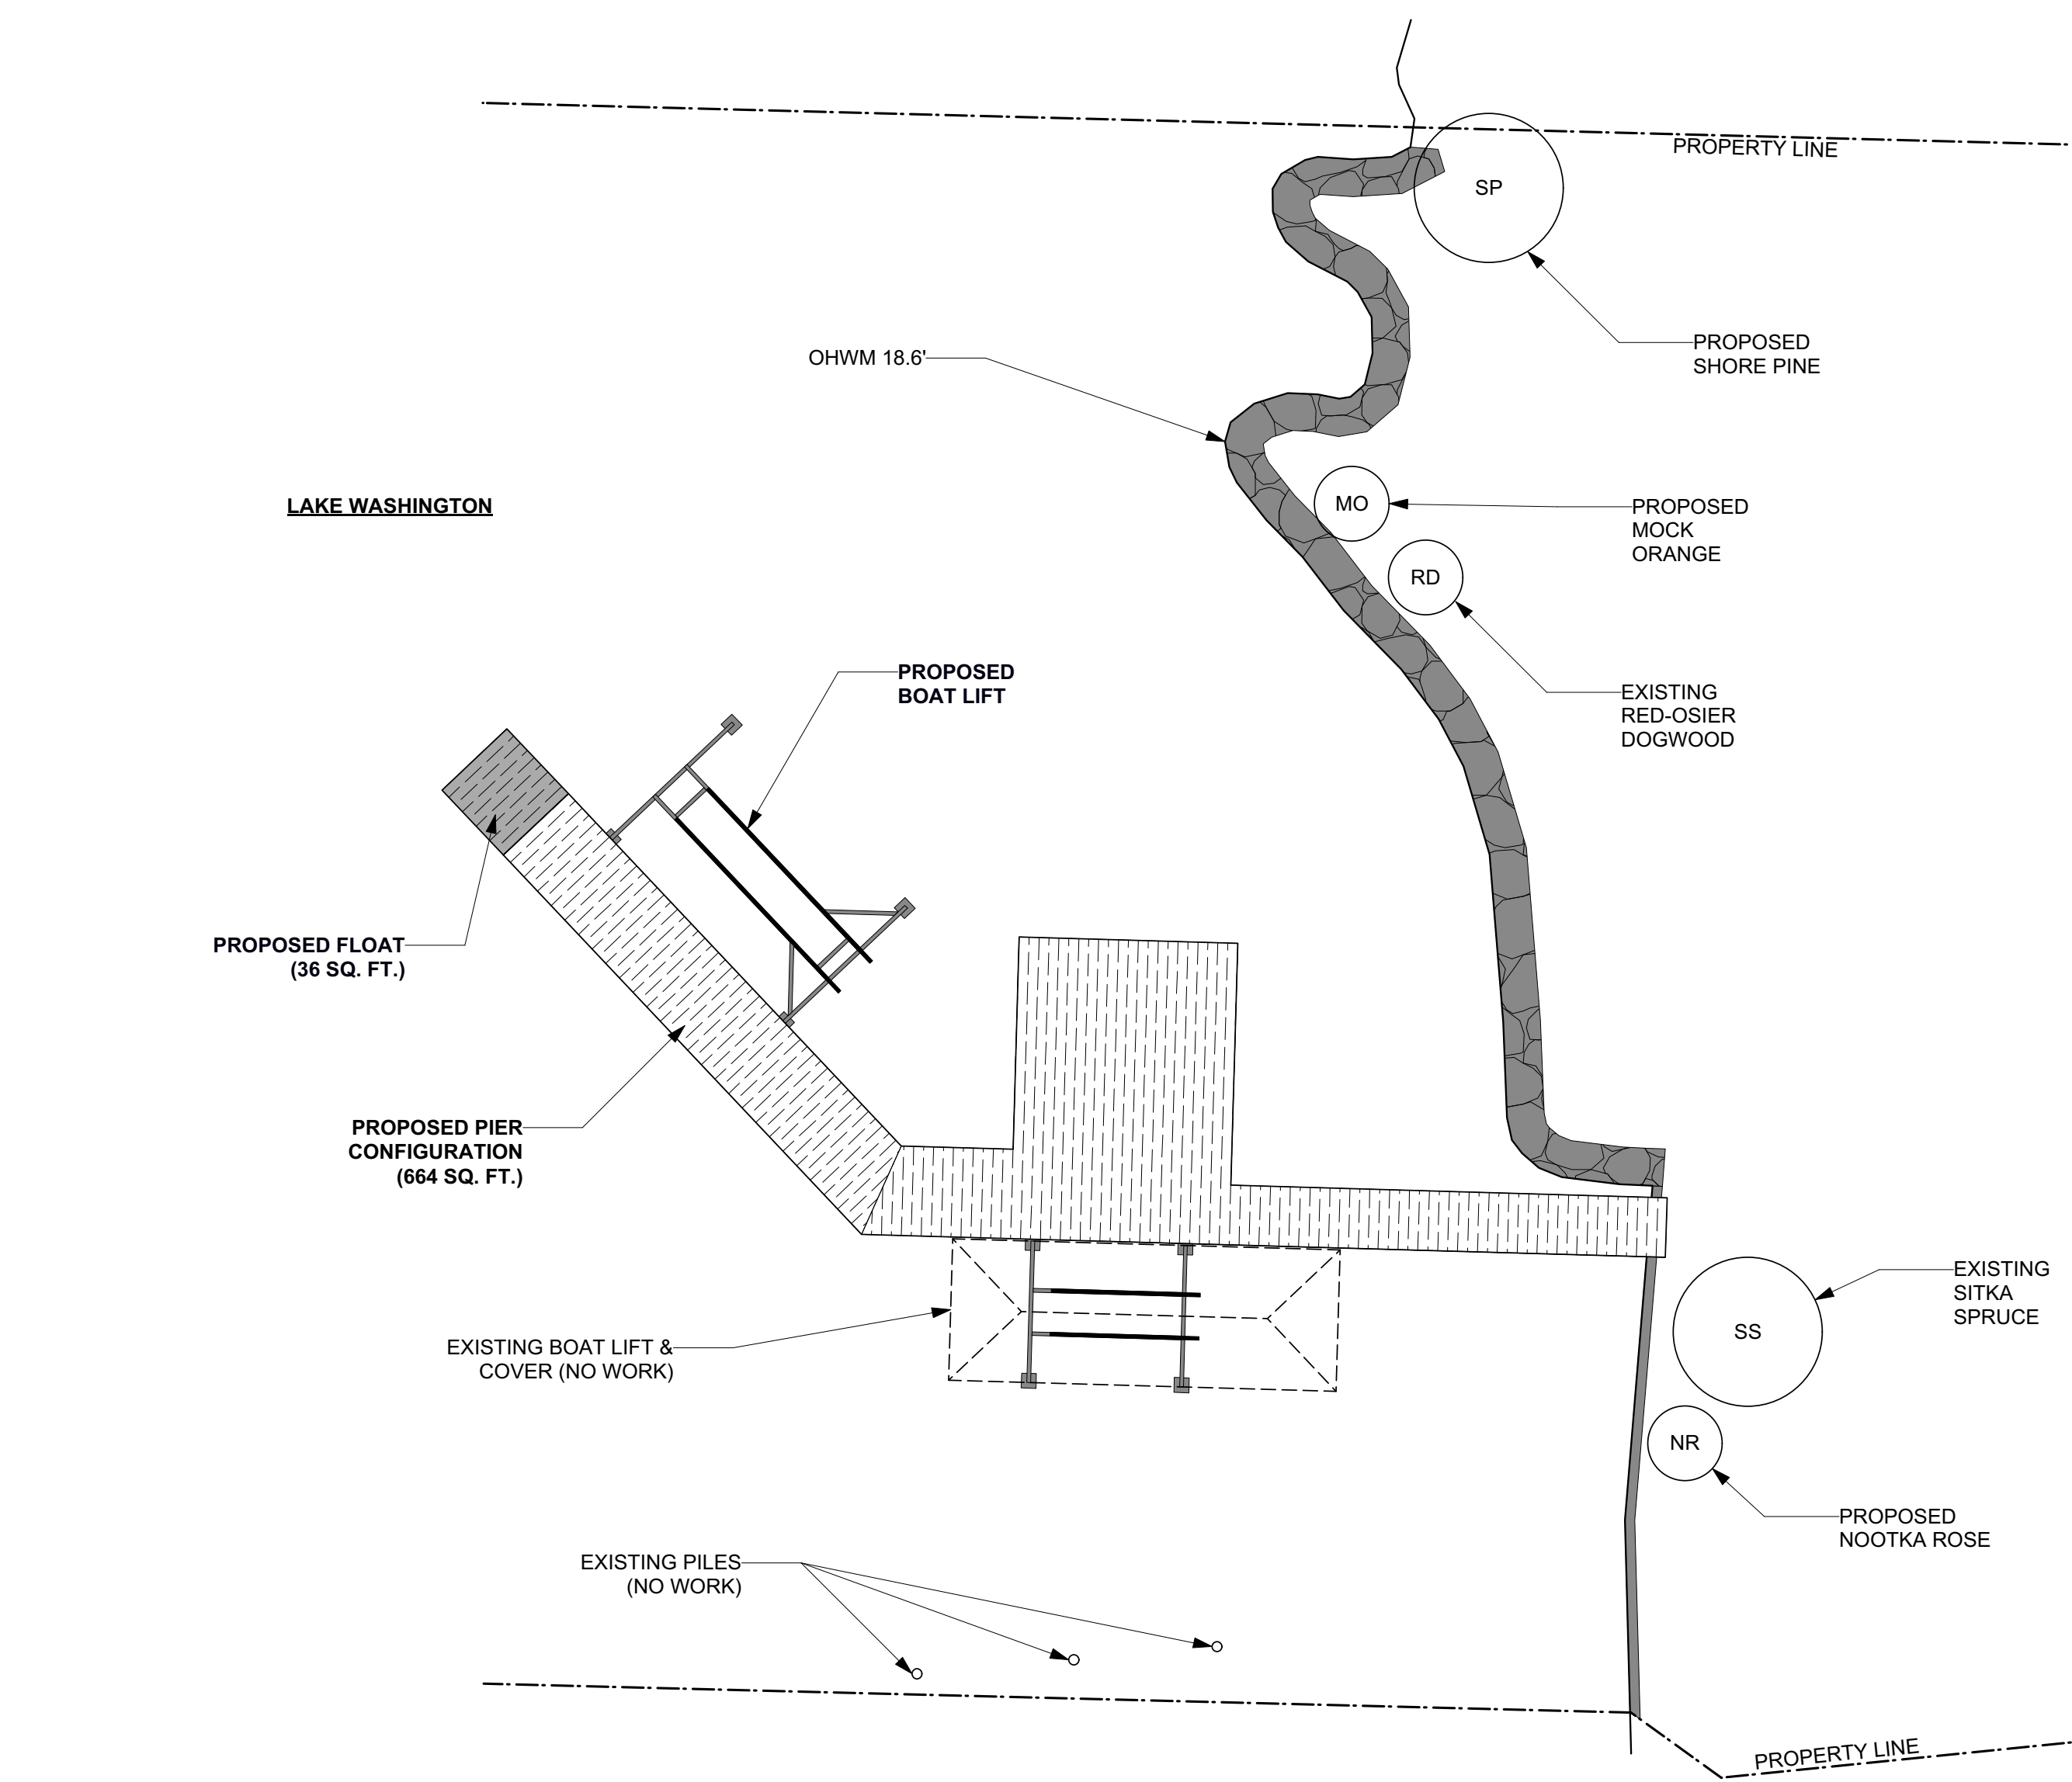 PROPERTY LINE
SP
PROPOSED
SHORE PINE
OHWM 18.6'
LAKE WASHINGTON
MO
PROPOSED
MOCK
ORANGE
RD
EXISTING
RED-OSIER
DOGWOOD
PROPOSED
BOAT LIFT
PROPOSED FLOAT
(36 SQ. FT.)
PROPOSED PIER
CONFIGURATION
(664 SQ. FT.)
EXISTING
SITKA
SPRUCE
SS
EXISTING BOAT LIFT &
COVER (NO WORK)
NR
PROPOSED
NOOTKA ROSE
EXISTING PILES
(NO WORK)
PROPERTY LINE